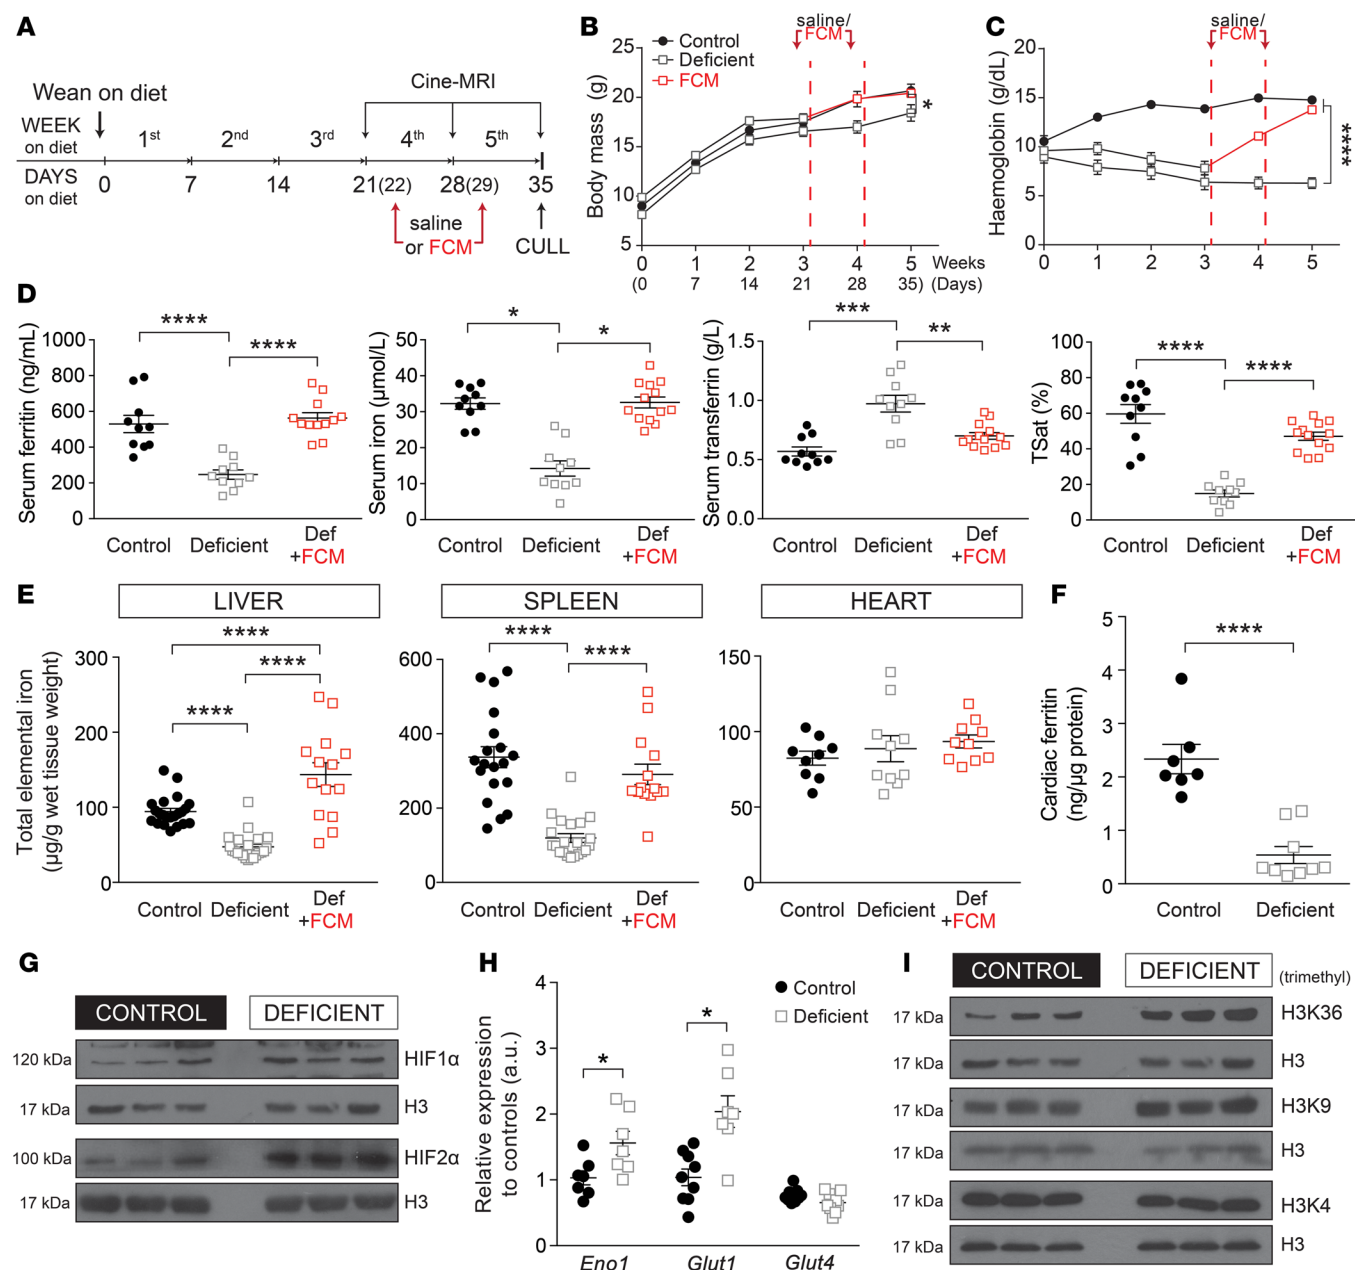 A
Wean on diet
Cine-MRI
WEEK
on diet
1st
2nd
3rd
4th
5th
DAYS
on diet
0
7
14
21(22)
28(29)
35
saline
or FCM
CULL
B
saline/
FCM
Control
Deficient
FCM
Body mass (g)
25
20
15
10
5
*
0 1 2 3 4 5 Weeks
(0 7 14 21 28 35) (Days)
C
saline/
FCM
Haemoglobin (g/dL)
20
15
10
5
0
****
0 1 2 3 4 5
D
Serum ferritin (ng/mL)
1000
800
600
400
200
0
****
****
Control Deficient Def
+FCM
Serum iron (µmol/L)
50
40
30
20
10
0
*
*
Control Deficient Def
+FCM
Serum transferrin (g/L)
1.5
1.0
0.5
0.0
***
**
Control Deficient Def
+FCM
TSat (%)
100
80
60
40
20
0
****
****
Control Deficient Def
+FCM
E
Total elemental iron
(µg/g wet tissue weight)
LIVER
300
200
100
0
****
****
****
Control Deficient Def
+FCM
SPLEEN
600
400
200
0
****
****
Control Deficient Def
+FCM
HEART
150
100
50
0
Control Deficient Def
+FCM
F
Cardiac ferritin
(ng/µg protein)
5
4
3
2
1
0
****
Control Deficient
G
CONTROL DEFICIENT
120 kDa HIF1α
17 kDa H3
100 kDa HIF2α
17 kDa H3
H
Relative expression
to controls (a.u.)
4
3
2
1
0
Control
Deficient
*
*
Eno1 Glut1 Glut4
I
CONTROL DEFICIENT (trimethyl)
17 kDa H3K36
17 kDa H3
17 kDa H3K9
17 kDa H3
17 kDa H3K4
17 kDa H3